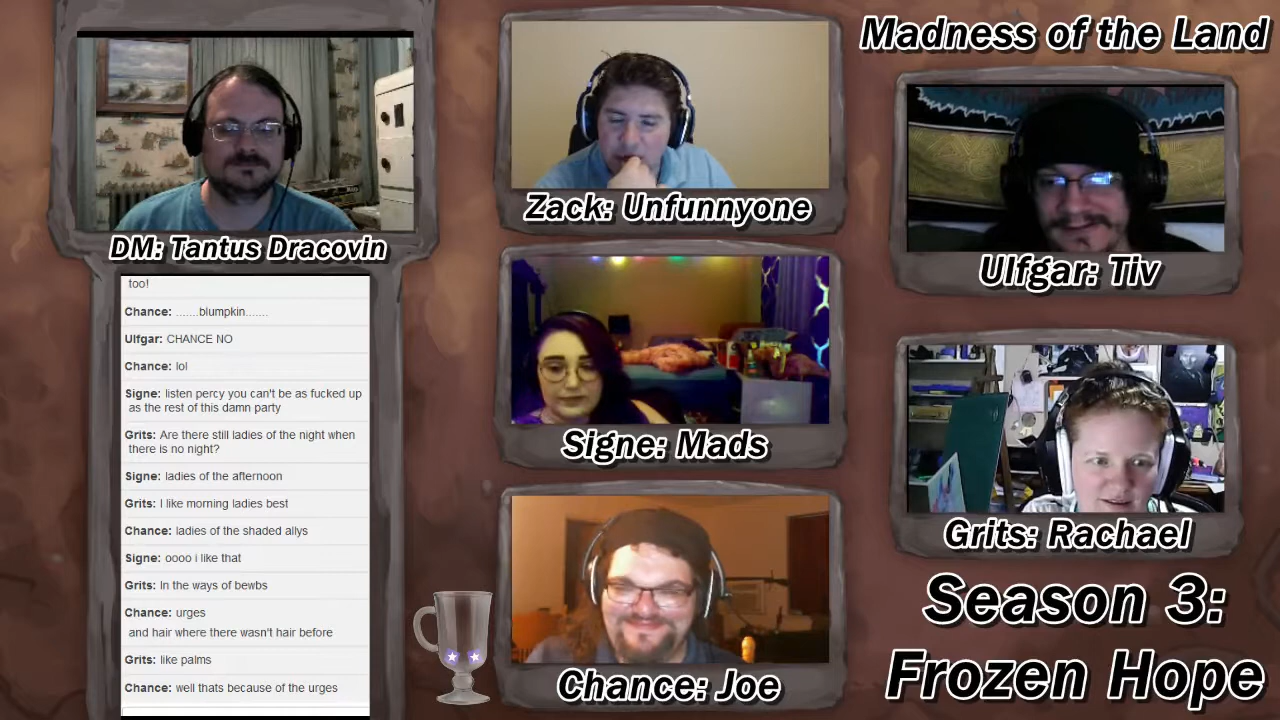 Madness of the Land
DM: Tantus Dracovin
Zack: Unfunnyone
Ulfgar: Tiv
Signe: Mads
Grits: Rachael
Chance: Joe
Season 3:
Frozen Hope
too!
Chance: .......blumpkin.......
Ulfgar: CHANCE NO
Chance: lol
Signe: listen percy you can't be as fucked up
as the rest of this damn party
Grits: Are there still ladies of the night when
there is no night?
Signe: ladies of the afternoon
Grits: I like morning ladies best
Chance: ladies of the shaded allys
Signe: oooo i like that
Grits: In the ways of bewbs
Chance: urges
and hair where there wasn't hair before
Grits: like palms
Chance: well thats because of the urges